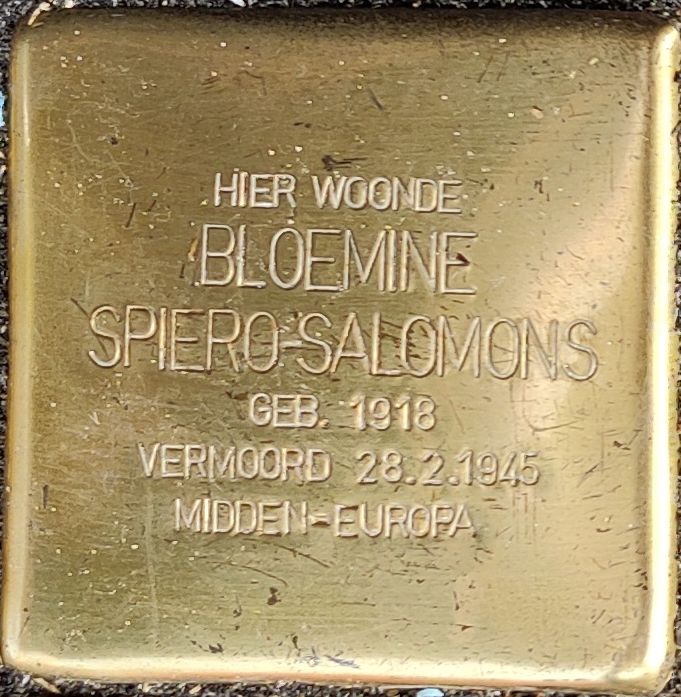 HIER WOONDE
BLOEMINE
SPIERO-SALOMONS
GEB. 1918
VERMOORD 28.2.1945
MIDDEN-EUROPA